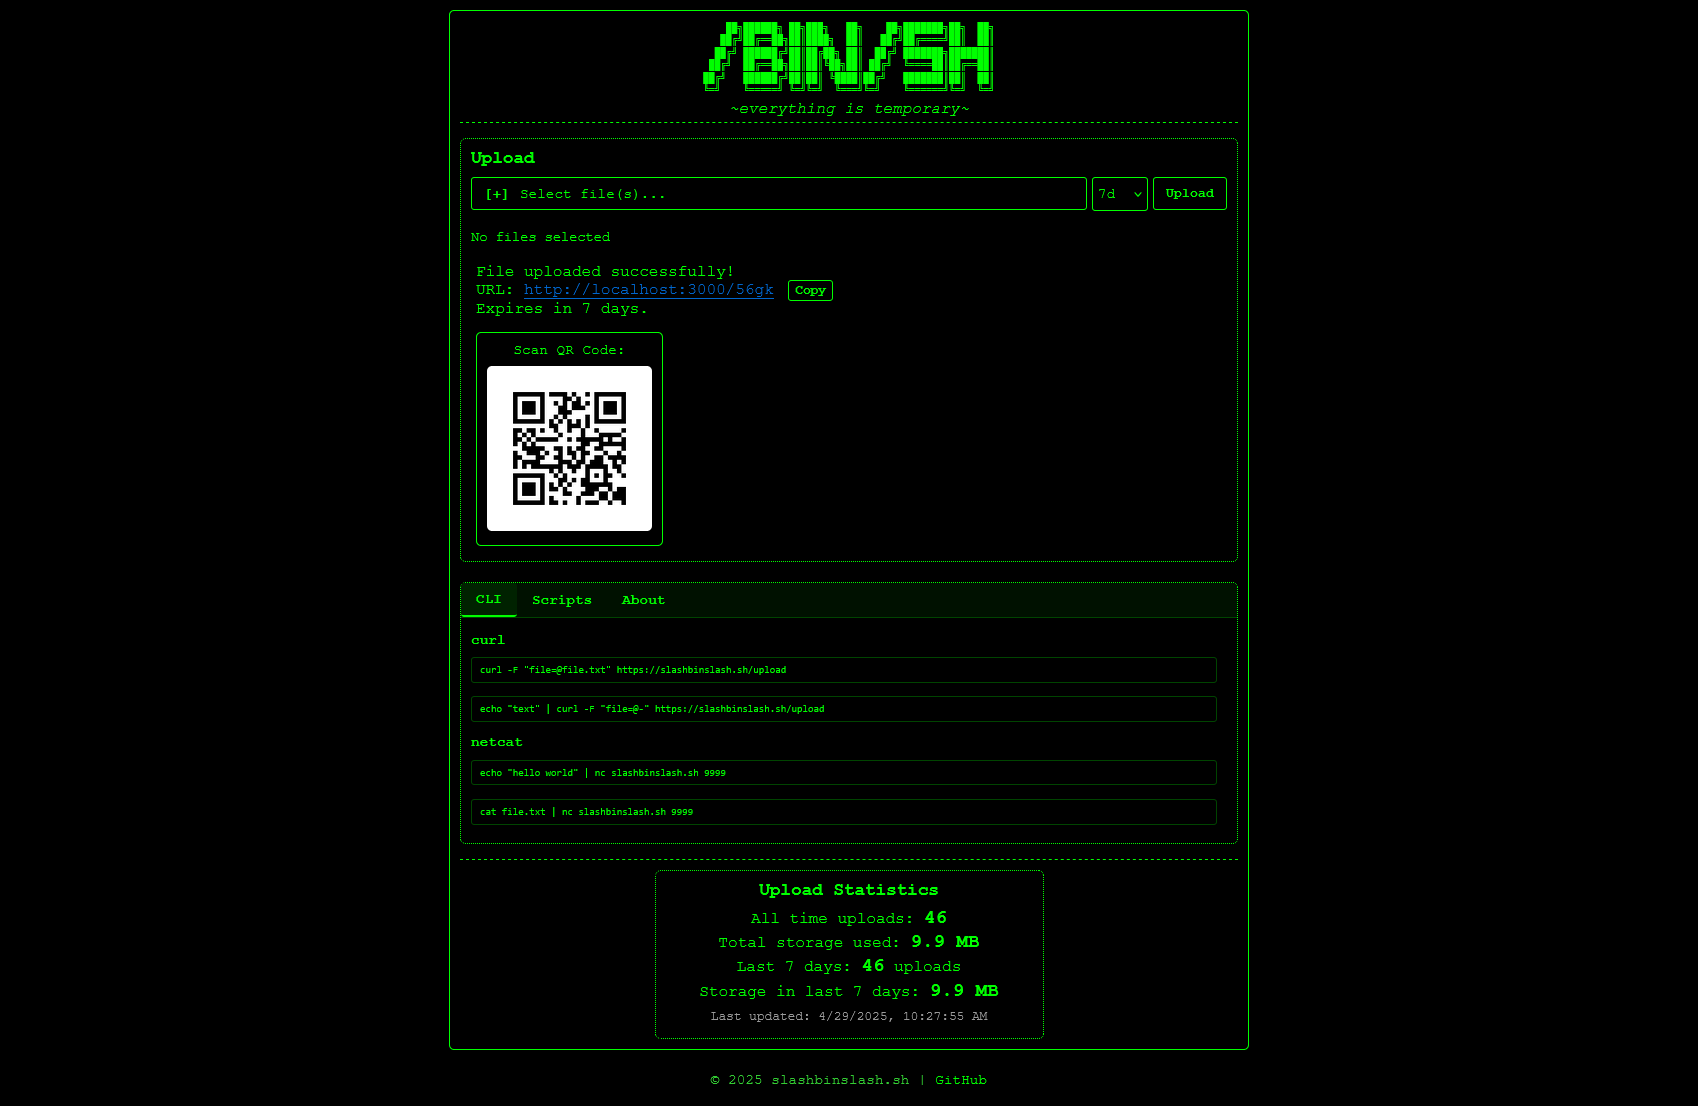 /BIN/SH
~everything is temporary~
Upload
[+] Select file(s)...
7d
Upload
No files selected
File uploaded successfully!
URL: http://localhost:3000/56gk Copy
Expires in 7 days.
Scan QR Code:
CLI Scripts About
curl
curl -F "file=@file.txt" https://slashbinslash.sh/upload
echo "text" | curl -F "file=@-" https://slashbinslash.sh/upload
netcat
echo "hello world" | nc slashbinslash.sh 9999
cat file.txt | nc slashbinslash.sh 9999
Upload Statistics
All time uploads: 46
Total storage used: 9.9 MB
Last 7 days: 46 uploads
Storage in last 7 days: 9.9 MB
Last updated: 4/29/2025, 10:27:55 AM
© 2025 slashbinslash.sh | GitHub